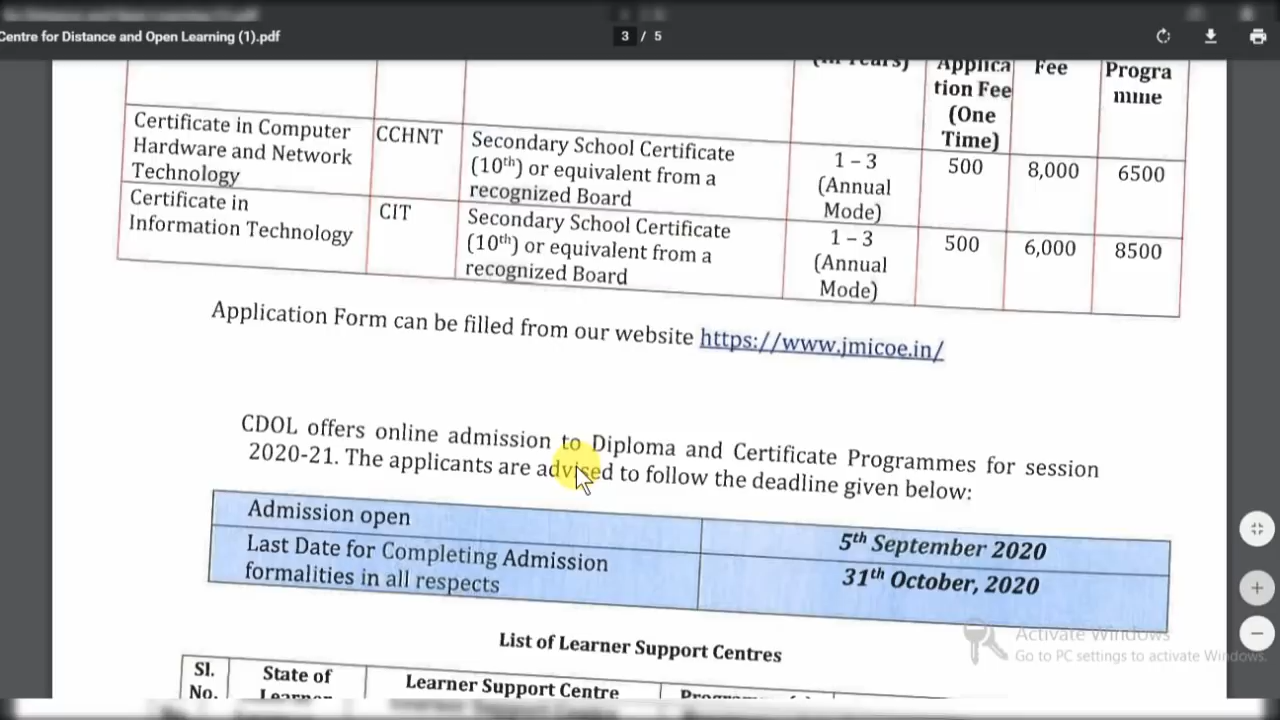 Centre for Distance and Open Learning (1).pdf
3 / 5
(In Years)
Applica
tion Fee
(One
Time)
Fee
Progra
mme
Certificate in Computer
Hardware and Network
Technology
CCHNT
Secondary School Certificate
(10th) or equivalent from a
recognized Board
1 – 3
(Annual
Mode)
500
8,000
6500
Certificate in
Information Technology
CIT
Secondary School Certificate
(10th) or equivalent from a
recognized Board
1 – 3
(Annual
Mode)
500
6,000
8500
Application Form can be filled from our website https://www.jmicoe.in/
CDOL offers online admission to Diploma and Certificate Programmes for session
2020-21. The applicants are advised to follow the deadline given below:
Admission open
5th September 2020
Last Date for Completing Admission
formalities in all respects
31th October, 2020
Activate Windows
Go to PC settings to activate Windows.
List of Learner Support Centres
Sl.
No.
State of
Learner
Learner Support Centre